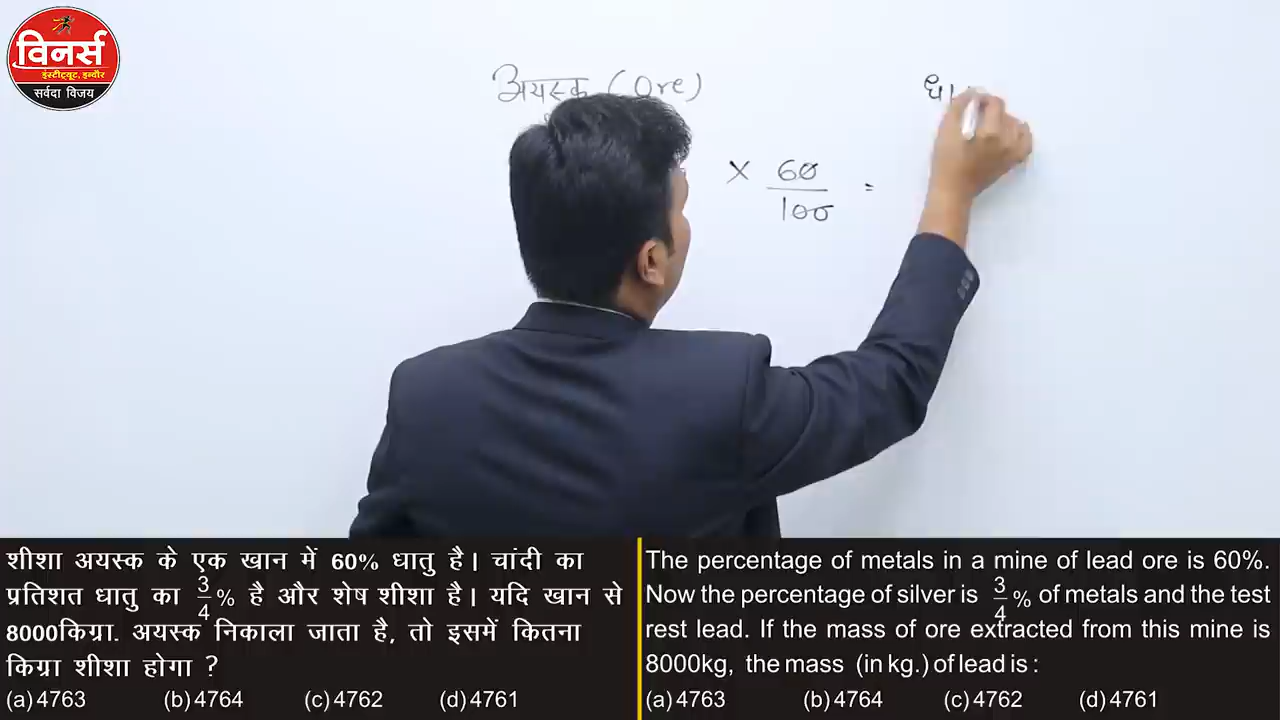 विनर्स
इंस्टीट्यूट, इन्दौर
सर्वदा विजय
अयस्क (Ore)
× 60/100 =
शीशा अयस्क के एक खान में 60% धातु है। चांदी का
प्रतिशत धातु का 3/4% है और शेष शीशा है। यदि खान से
8000किग्रा. अयस्क निकाला जाता है, तो इसमें कितना
किग्रा शीशा होगा ?
(a) 4763 (b) 4764 (c) 4762 (d) 4761
The percentage of metals in a mine of lead ore is 60%.
Now the percentage of silver is 3/4% of metals and the test
rest lead. If the mass of ore extracted from this mine is
8000kg, the mass (in kg.) of lead is :
(a) 4763 (b) 4764 (c) 4762 (d) 4761